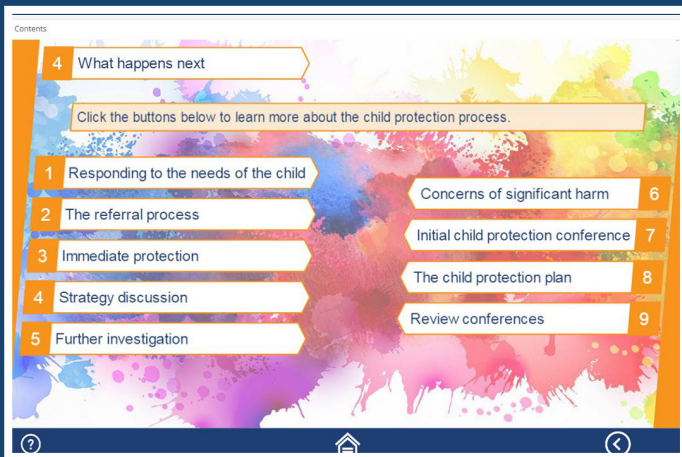 Contents
4 What happens next
Click the buttons below to learn more about the child protection process.
1 Responding to the needs of the child
2 The referral process
3 Immediate protection
4 Strategy discussion
5 Further investigation
Concerns of significant harm 6
Initial child protection conference 7
The child protection plan 8
Review conferences 9
?